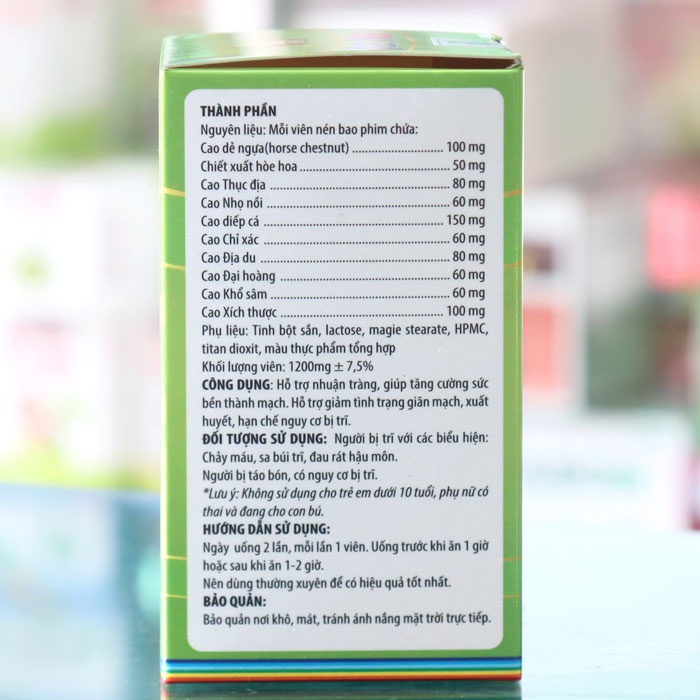 THÀNH PHẦN
Nguyên liệu: Mỗi viên nén bao phim chứa:
Cao dẻ ngựa(horse chestnut) ........................ 100 mg
Chiết xuất hòe hoa ........................ 50 mg
Cao Thục địa ........................ 80 mg
Cao Nhọ nồi ........................ 60 mg
Cao diếp cá ........................ 150 mg
Cao Chỉ xác ........................ 60 mg
Cao Địa du ........................ 80 mg
Cao Đại hoàng ........................ 60 mg
Cao Khổ sâm ........................ 60 mg
Cao Xích thược ........................ 100 mg
Phụ liệu: Tinh bột sắn, lactose, magie stearate, HPMC,
titan dioxit, màu thực phẩm tổng hợp
Khối lượng viên: 1200mg ± 7,5%
CÔNG DỤNG: Hỗ trợ nhuận tràng, giúp tăng cường sức
bền thành mạch. Hỗ trợ giảm tình trạng giãn mạch, xuất
huyết, hạn chế nguy cơ bị trĩ.
ĐỐI TƯỢNG SỬ DỤNG: Người bị trĩ với các biểu hiện:
Chảy máu, sa búi trĩ, đau rát hậu môn.
Người bị táo bón, có nguy cơ bị trĩ.
*Lưu ý: Không sử dụng cho trẻ em dưới 10 tuổi, phụ nữ có
thai và đang cho con bú.
HƯỚNG DẪN SỬ DỤNG:
Ngày uống 2 lần, mỗi lần 1 viên. Uống trước khi ăn 1 giờ
hoặc sau khi ăn 1-2 giờ.
Nên dùng thường xuyên để có hiệu quả tốt nhất.
BẢO QUẢN:
Bảo quản nơi khô, mát, tránh ánh nắng mặt trời trực tiếp.